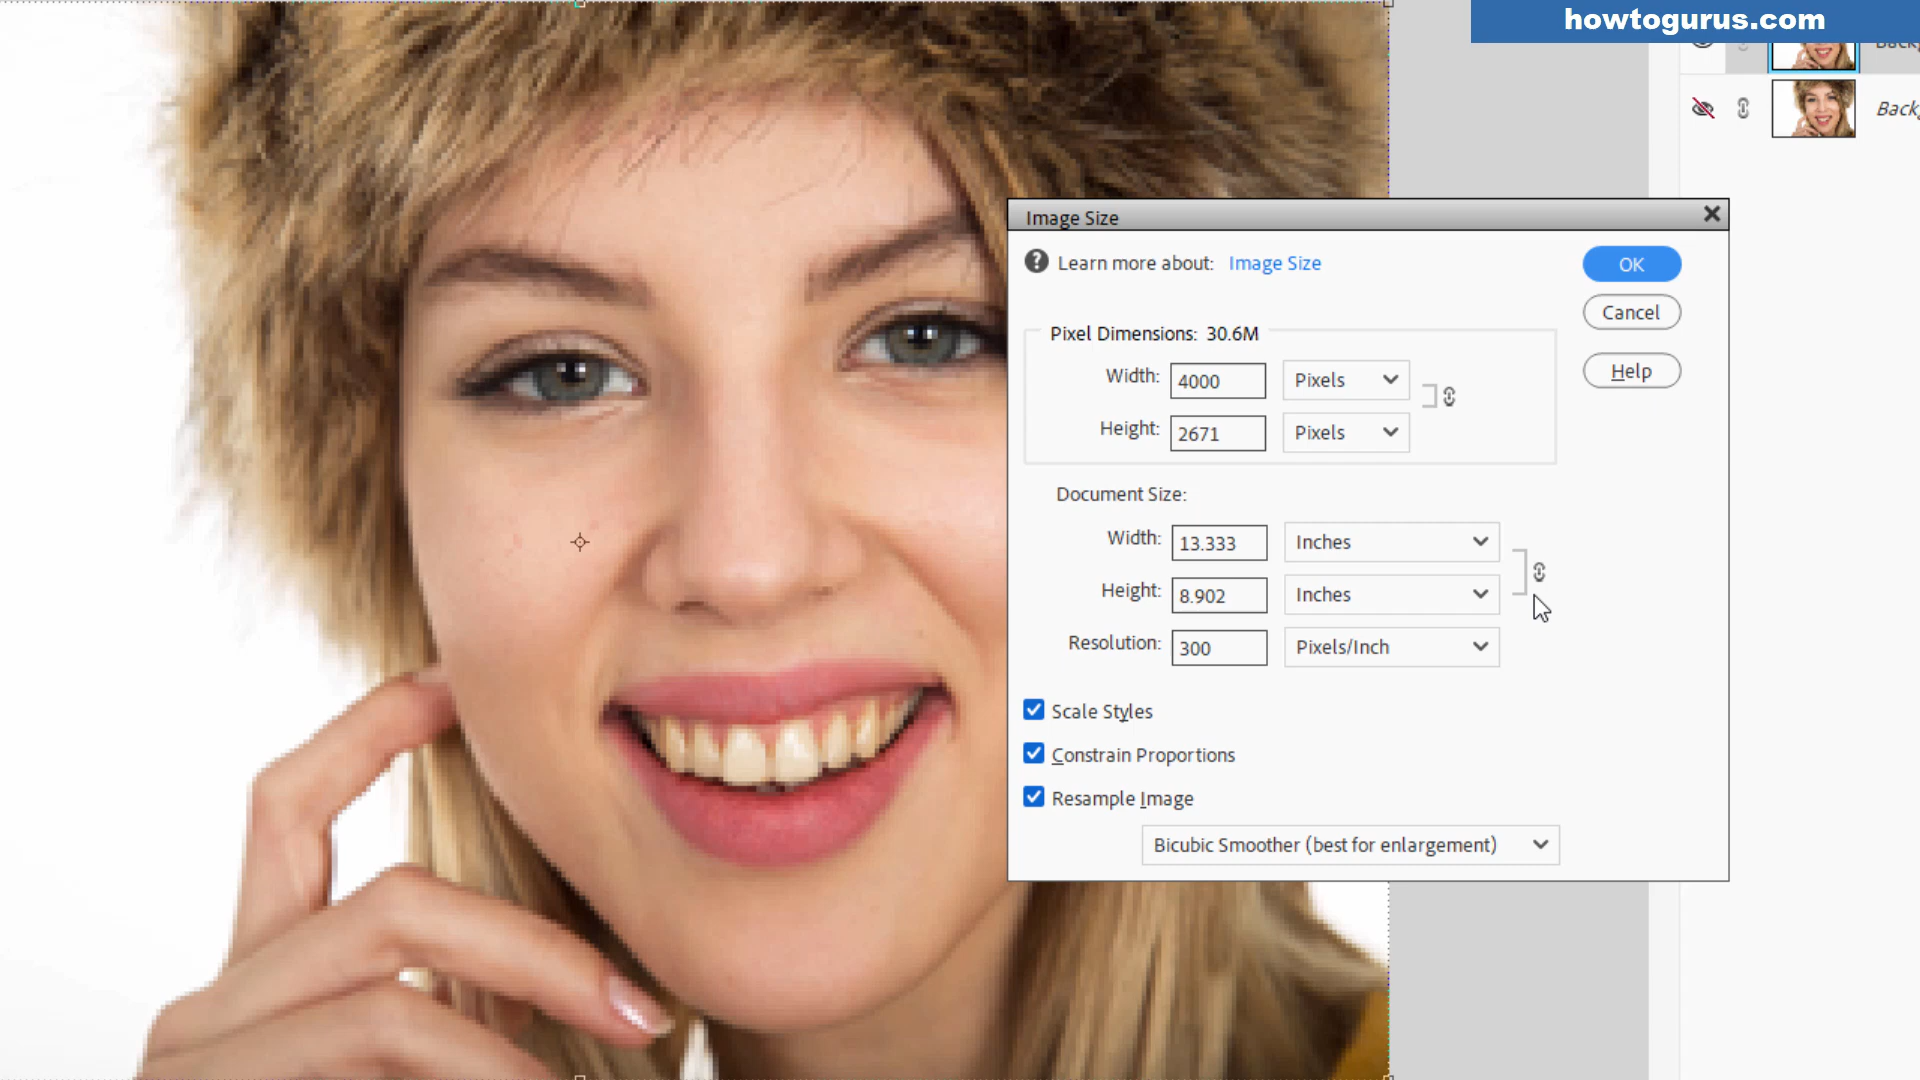 howtogurus.com
Image Size
Learn more about: Image Size
OK
Cancel
Help
Pixel Dimensions: 30.6M
Width: 4000 Pixels
Height: 2671 Pixels
Document Size:
Width: 13.333 Inches
Height: 8.902 Inches
Resolution: 300 Pixels/Inch
Scale Styles
Constrain Proportions
Resample Image
Bicubic Smoother (best for enlargement)